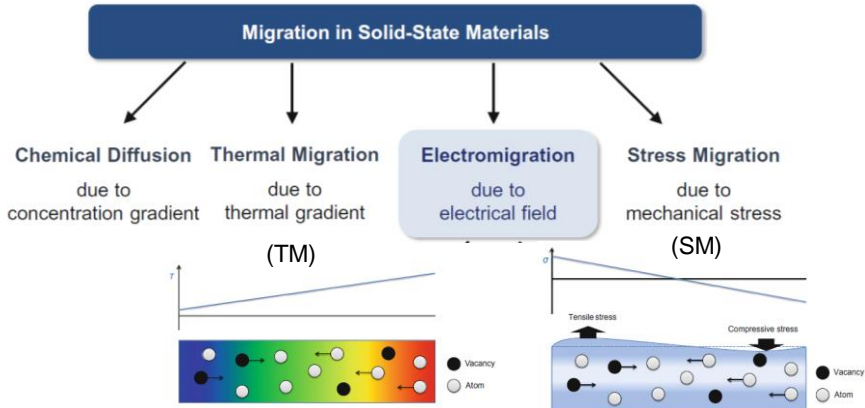 Migration in Solid-State Materials
Chemical Diffusion
due to
concentration gradient
Thermal Migration
due to
thermal gradient
(TM)
Electromigration
due to
electrical field
Stress Migration
due to
mechanical stress
(SM)
T
σ
Tensile stress
Compressive stress
Vacancy
Atom
Vacancy
Atom